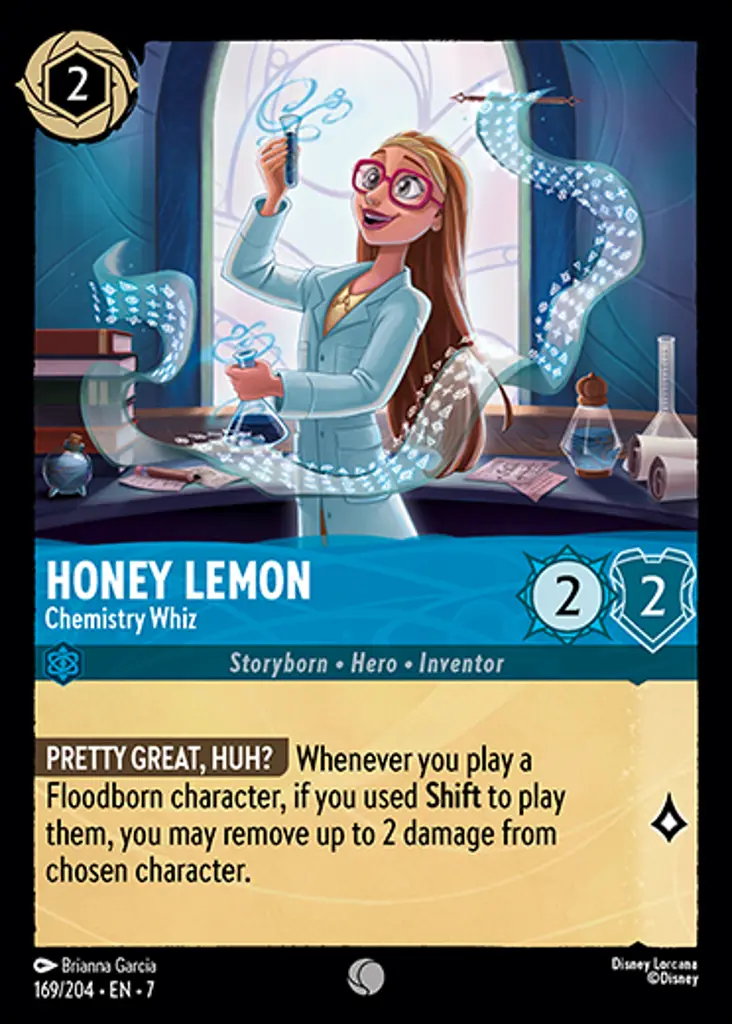 2
HONEY LEMON
Chemistry Whiz
2
2
Storyborn • Hero • Inventor
PRETTY GREAT, HUH? Whenever you play a
Floodborn character, if you used Shift to play
them, you may remove up to 2 damage from
chosen character.
Brianna Garcia
169/204 • EN • 7
Disney Lorcana
©Disney